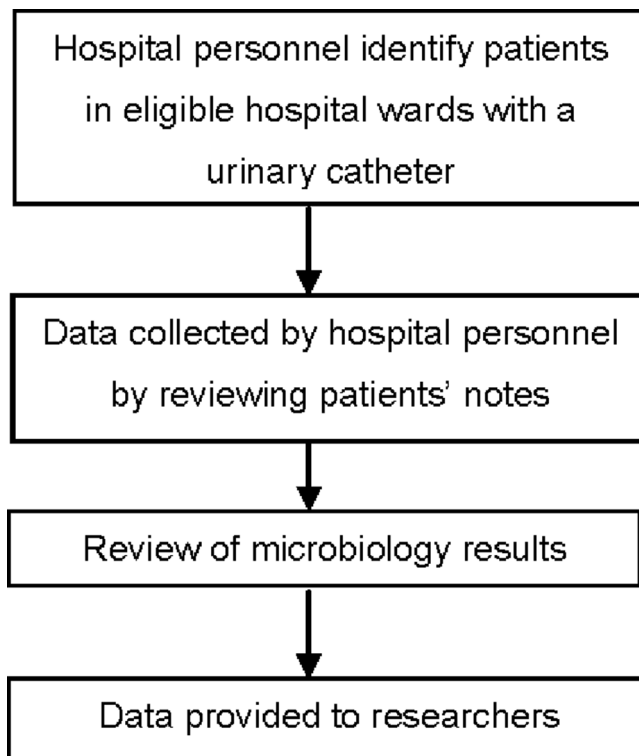 Hospital personnel identify patients
in eligible hospital wards with a
urinary catheter
Data collected by hospital personnel
by reviewing patients’ notes
Review of microbiology results
Data provided to researchers